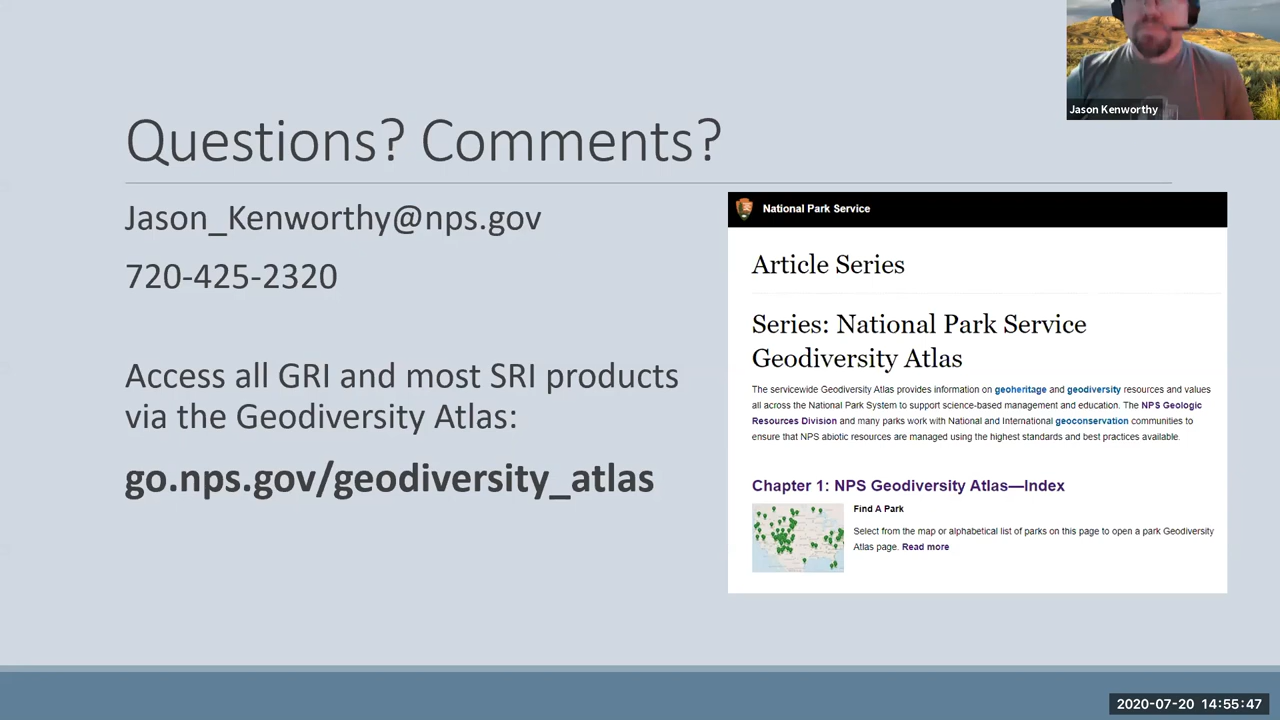 Jason Kenworthy
Questions? Comments?
Jason_Kenworthy@nps.gov
720-425-2320
Access all GRI and most SRI products
via the Geodiversity Atlas:
go.nps.gov/geodiversity_atlas
National Park Service
Article Series
Series: National Park Service
Geodiversity Atlas
The servicewide Geodiversity Atlas provides information on geoheritage and geodiversity resources and values
all across the National Park System to support science-based management and education. The NPS Geologic
Resources Division and many parks work with National and International geoconservation communities to
ensure that NPS abiotic resources are managed using the highest standards and best practices available.
Chapter 1: NPS Geodiversity Atlas—Index
Find A Park
Select from the map or alphabetical list of parks on this page to open a park Geodiversity
Atlas page. Read more
2020-07-20 14:55:47